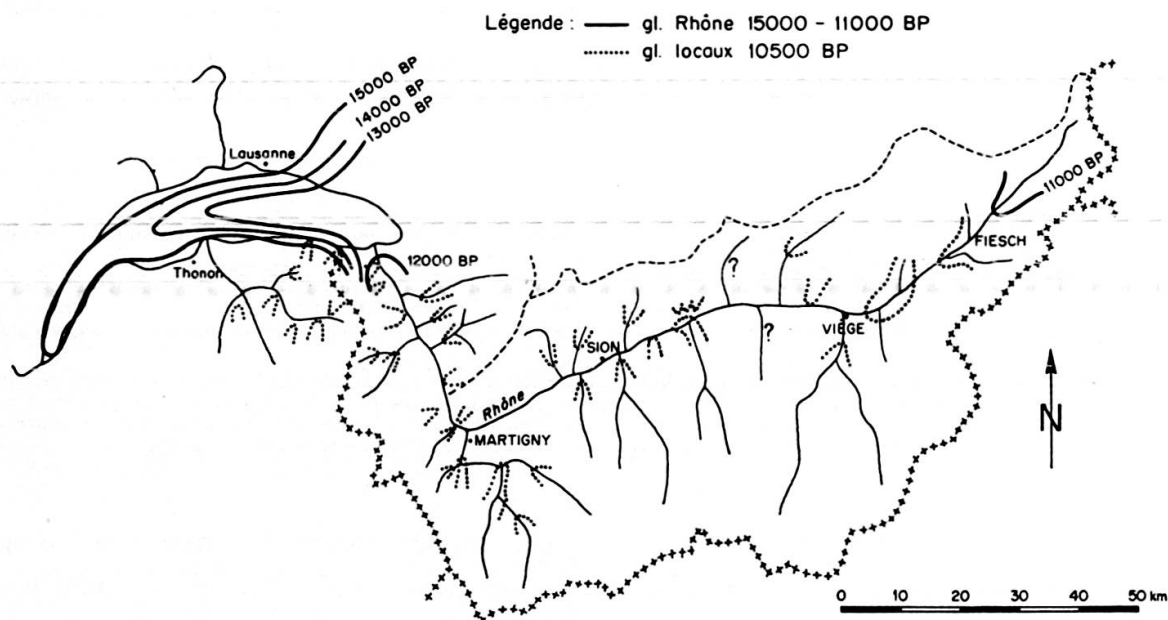 Légende : gl. Rhône 15000 - 11000 BP
gl. locaux 10500 BP
15000 BP
14000 BP
13000 BP
Lausanne
11000 BP
FIESCH
Thonon
12000 BP
?
?
VIEGE
SION
Rhône
MARTIGNY
N
0 10 20 30 40 50 km